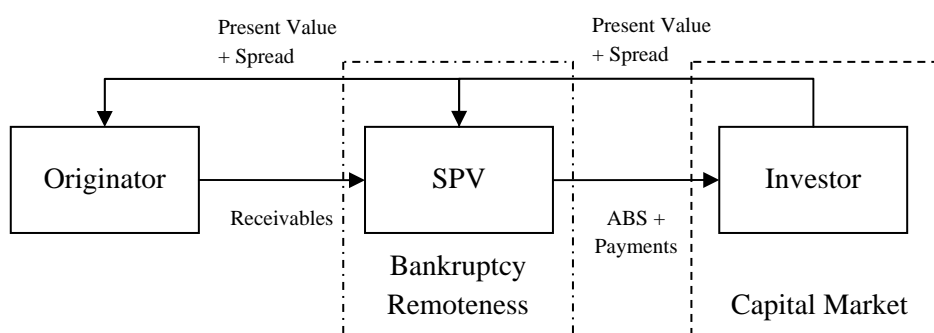 Present Value
+ Spread
Present Value
+ Spread
Originator
SPV
Investor
Receivables
ABS +
Payments
Bankruptcy
Remoteness
Capital Market